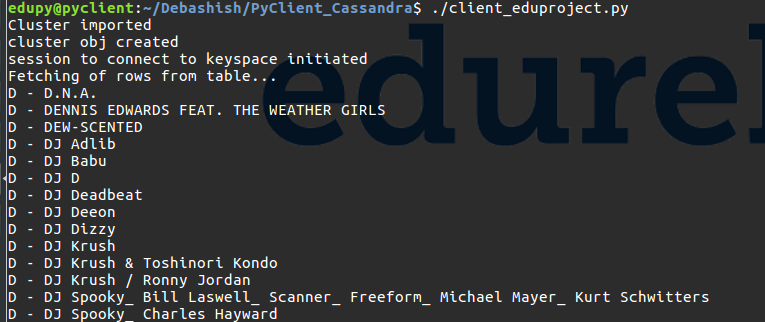 edupy@pyclient:~/Debashish/PyClient_Cassandra$ ./client_eduproject.py
Cluster imported
cluster obj created
session to connect to keyspace initiated
Fetching of rows from table...
D - D.N.A.
D - DENNIS EDWARDS FEAT. THE WEATHER GIRLS
D - DEW-SCENTED
D - DJ Adlib
D - DJ Babu
D - DJ D
D - DJ Deadbeat
D - DJ Deeon
D - DJ Dizzy
D - DJ Krush
D - DJ Krush & Toshinori Kondo
D - DJ Krush / Ronny Jordan
D - DJ Spooky_ Bill Laswell_ Scanner_ Freeform_ Michael Mayer_ Kurt Schwitters
D - DJ Spooky_ Charles Hayward